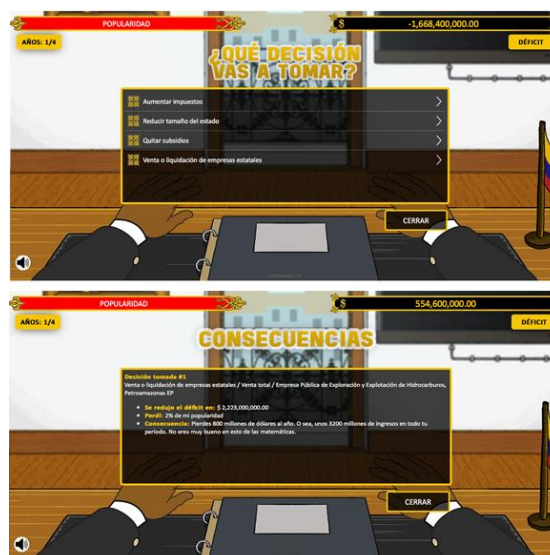 POPULARIDAD
$ -1,668,400,000.00
AÑOS: 1/4
DÉFICIT
¿QUÉ DECISIÓN
VAS A TOMAR?
Aumentar impuestos
Reducir tamaño del estado
Quitar subsidios
Venta o liquidación de empresas estatales
CERRAR
POPULARIDAD
$ 554,600,000.00
AÑOS: 1/4
DÉFICIT
CONSECUENCIAS
Decisión tomada #1
Venta o liquidación de empresas estatales / Venta total / Empresa Pública de Exploración y Explotación de Hidrocarburos,
Petroamazonas EP
• Se redujo el déficit en: $ 2,223,000,000.00
• Perdí: 2% de mi popularidad
• Consecuencia: Pierdes 800 millones de dólares al año. O sea, unos 3200 millones de ingresos en todo tu
período. No eres muy bueno en esto de las matemáticas.
CERRAR